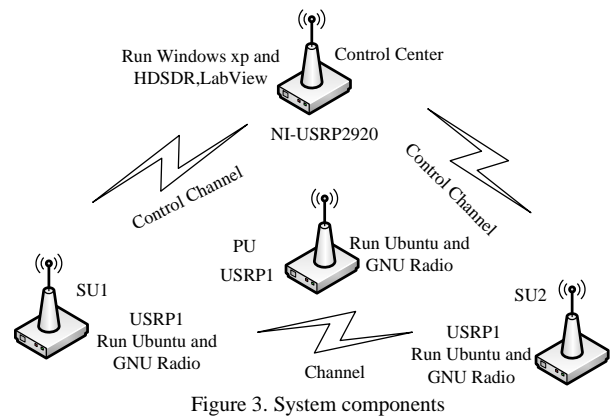 Run Windows xp and
HDSDR,LabView
Control Center
NI-USRP2920
Control Channel
Control Channel
PU
USRP1
Run Ubuntu and
GNU Radio
SU1
USRP1
Run Ubuntu and
GNU Radio
Channel
SU2
USRP1
Run Ubuntu and
GNU Radio
Figure 3. System components